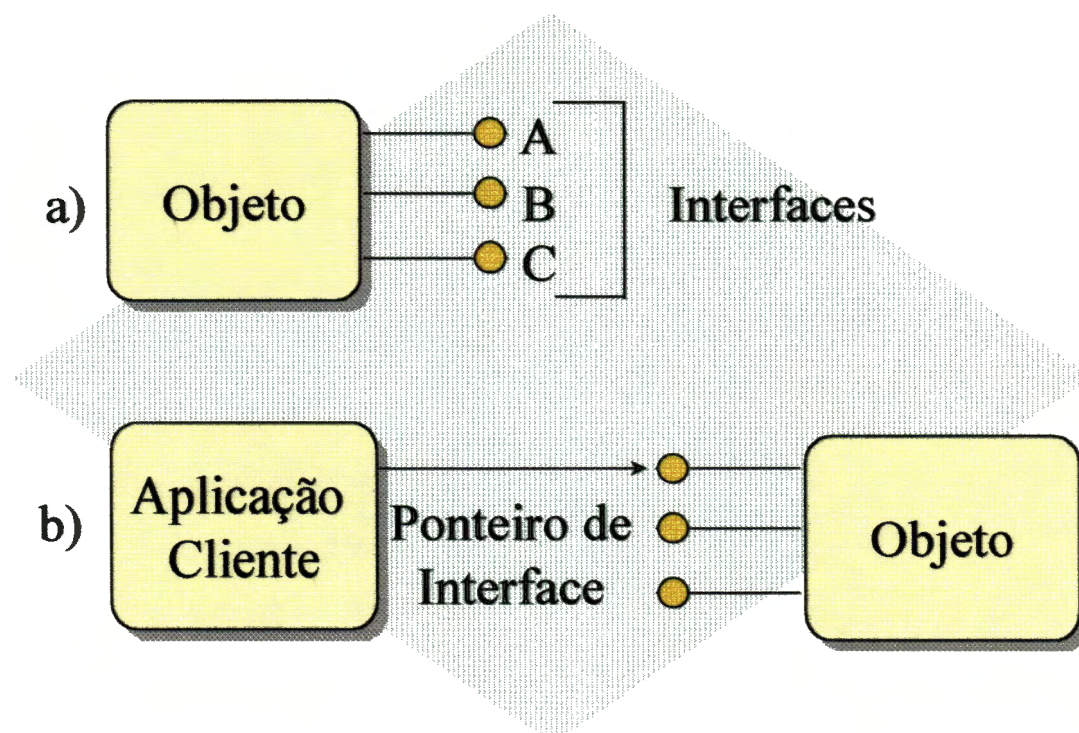 a)
Objeto
A
B
C
Interfaces
b)
Aplicação
Cliente
Ponteiro de
Interface
Objeto